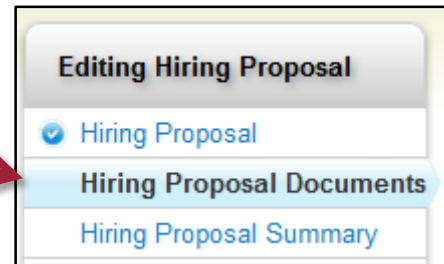 Editing Hiring Proposal
Hiring Proposal
Hiring Proposal Documents
Hiring Proposal Summary